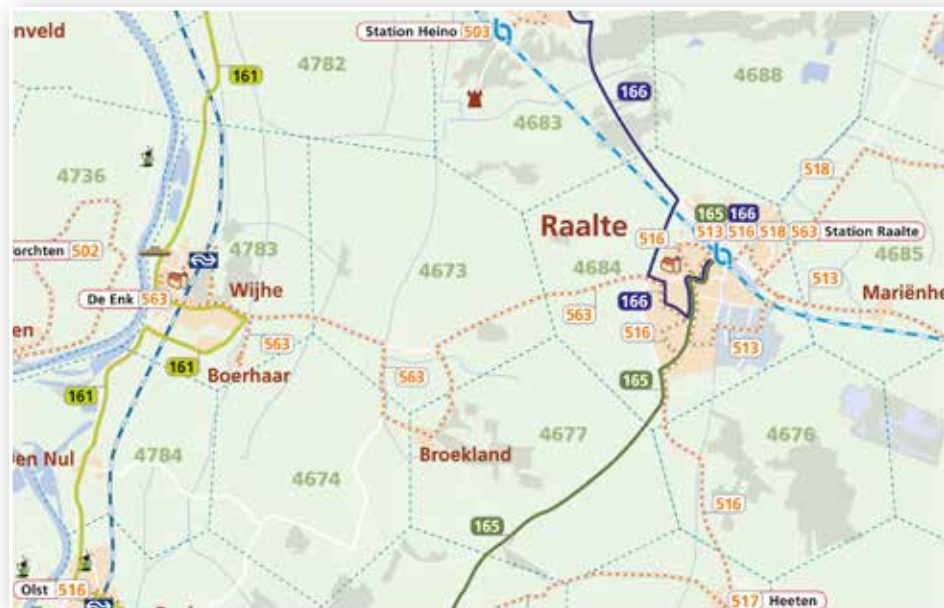 nveld
Station Heino 503
161
4782
166
4688
4683
4736
518
165 166
Raalte
516
513 516 518 563 Station Raalte
orchten 502
4783
4673
4684
4685
De Enk 563
Wijhe
513
Mariënhe
en
563
166
563
516
513
161
563
Boerhaar
165
161
Den Nul
4784
Broekland
4677
4676
4674
516
165
Olst 516
517 Heeten